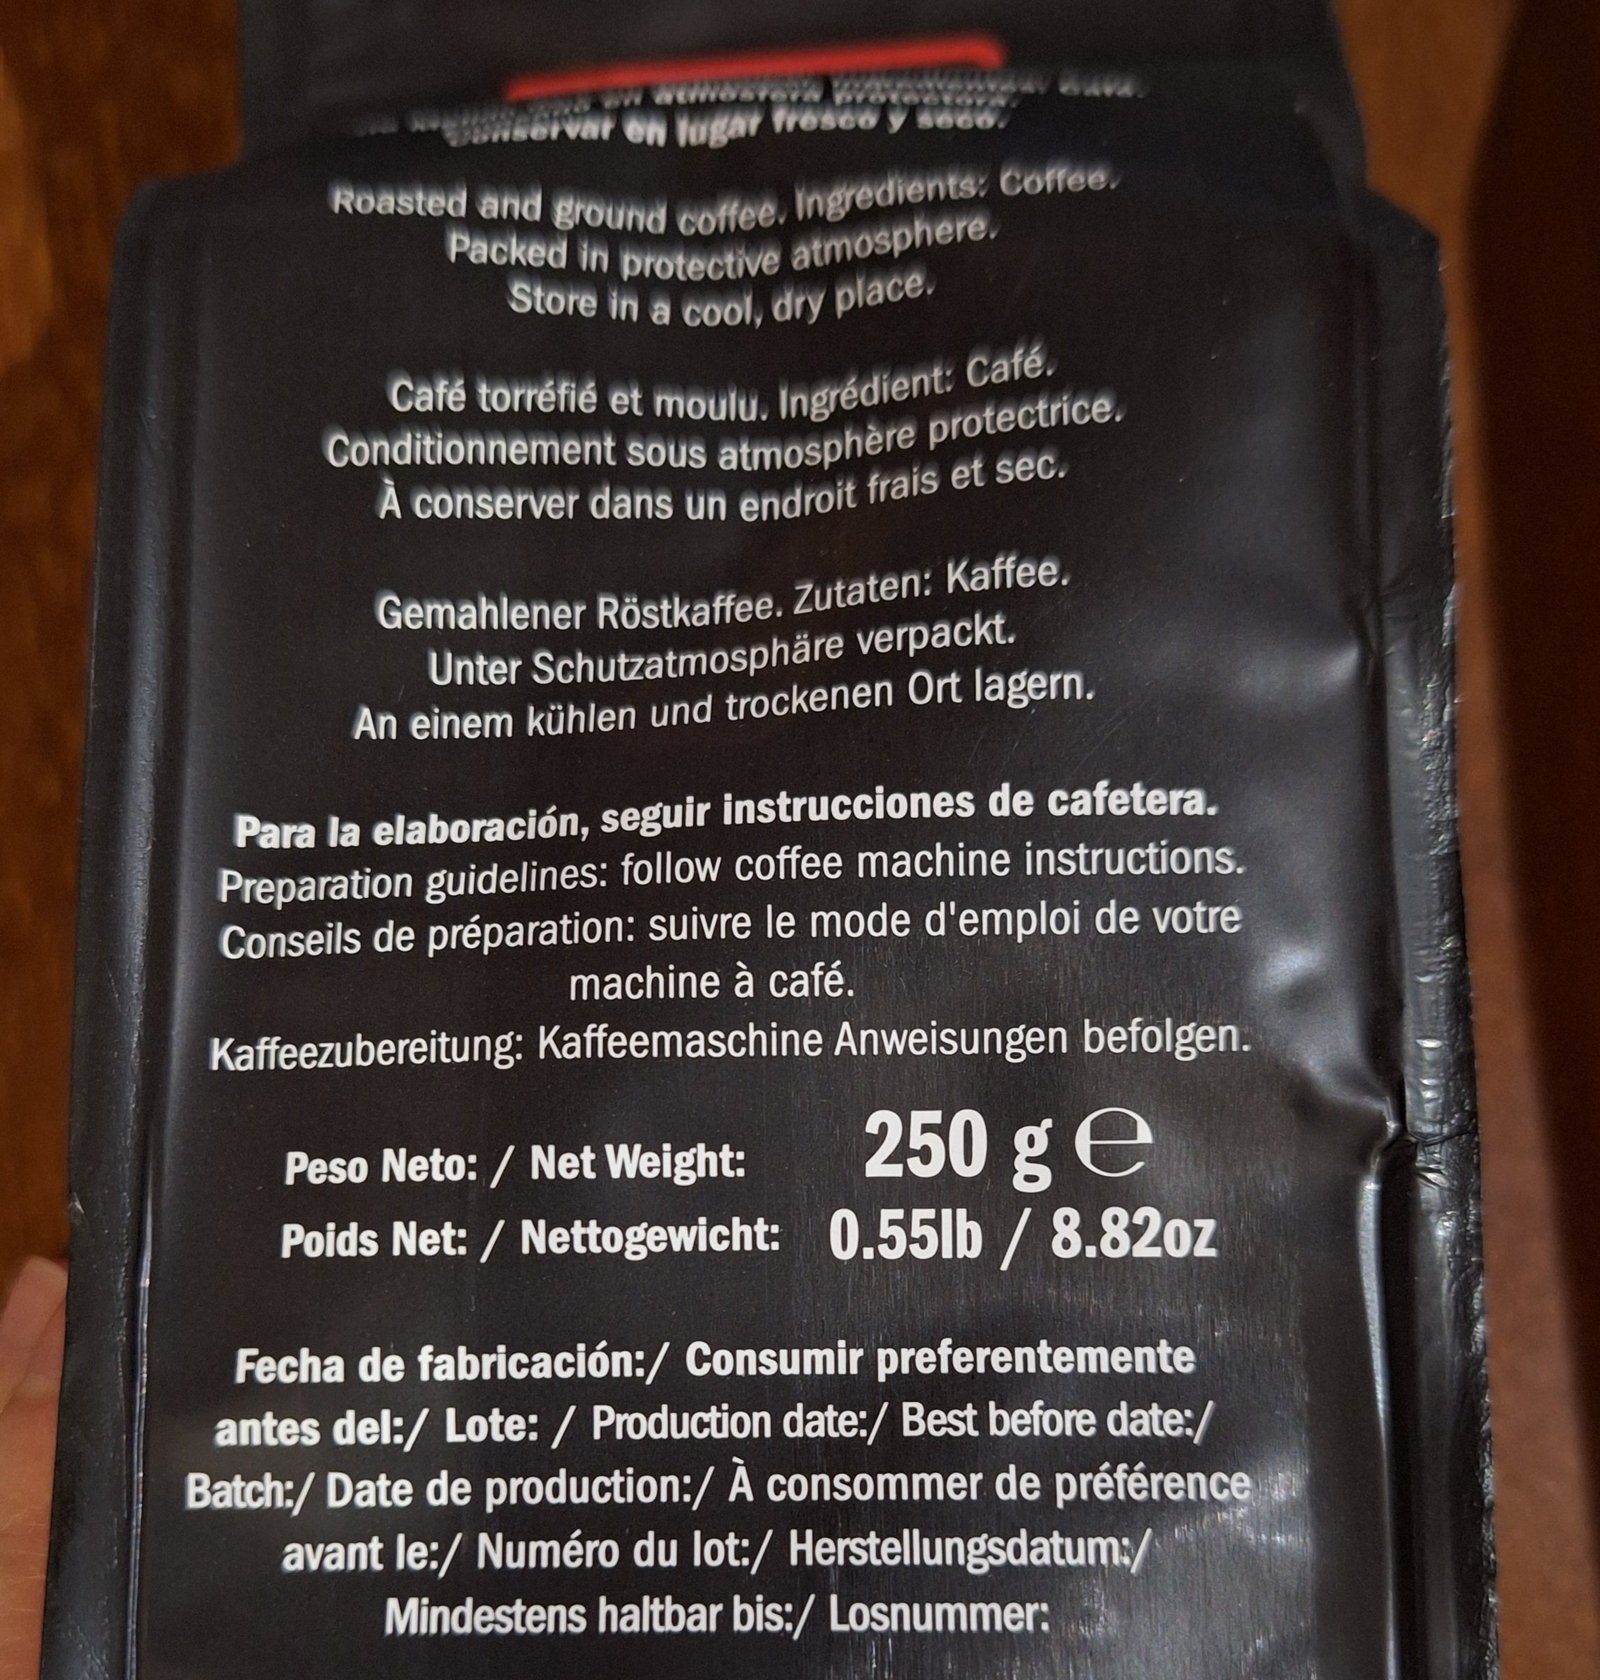 en atmósfera protectora.
Conservar en lugar fresco y seco.
Roasted and ground coffee. Ingredients: Coffee.
Packed in protective atmosphere.
Store in a cool, dry place.
Café torréfié et moulu. Ingrédient: Café.
Conditionnement sous atmosphère protectrice.
À conserver dans un endroit frais et sec.
Gemahlener Röstkaffee. Zutaten: Kaffee.
Unter Schutzatmosphäre verpackt.
An einem kühlen und trockenen Ort lagern.
Para la elaboración, seguir instrucciones de cafetera.
Preparation guidelines: follow coffee machine instructions.
Conseils de préparation: suivre le mode d'emploi de votre
machine à café.
Kaffeezubereitung: Kaffeemaschine Anweisungen befolgen.
Peso Neto: / Net Weight: 250 g ℮
Poids Net: / Nettogewicht: 0.55lb / 8.82oz
Fecha de fabricación:/ Consumir preferentemente
antes del:/ Lote: / Production date:/ Best before date:/
Batch:/ Date de production:/ À consommer de préférence
avant le:/ Numéro du lot:/ Herstellungsdatum:/
Mindestens haltbar bis:/ Losnummer: